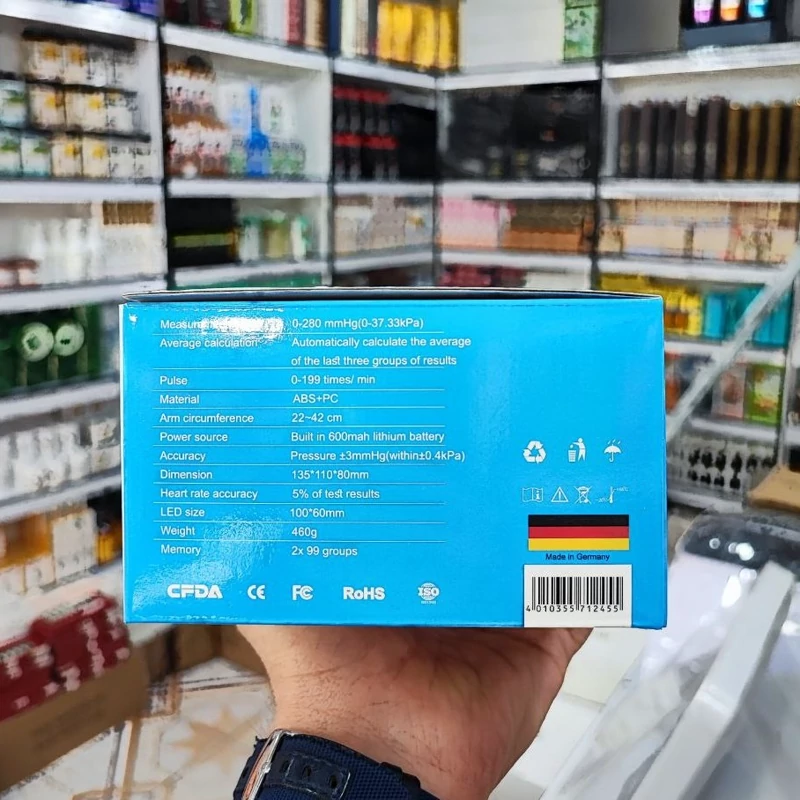 0-280 mmHg(0-37.33kPa)
Average calculation Automatically calculate the average
of the last three groups of results
Pulse 0-199 times/ min
Material ABS+PC
Arm circumference 22~42 cm
Power source Built in 600mah lithium battery
Accuracy Pressure ±3mmHg(within±0.4kPa)
Dimension 135*110*80mm
Heart rate accuracy 5% of test results
LED size 100*60mm
Weight 460g
Memory 2x 99 groups
Made in Germany
CFDA CE FC RoHS ISO
4 010355 712455